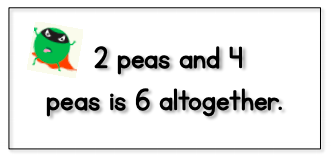 2 peas and 4
peas is 6 altogether.